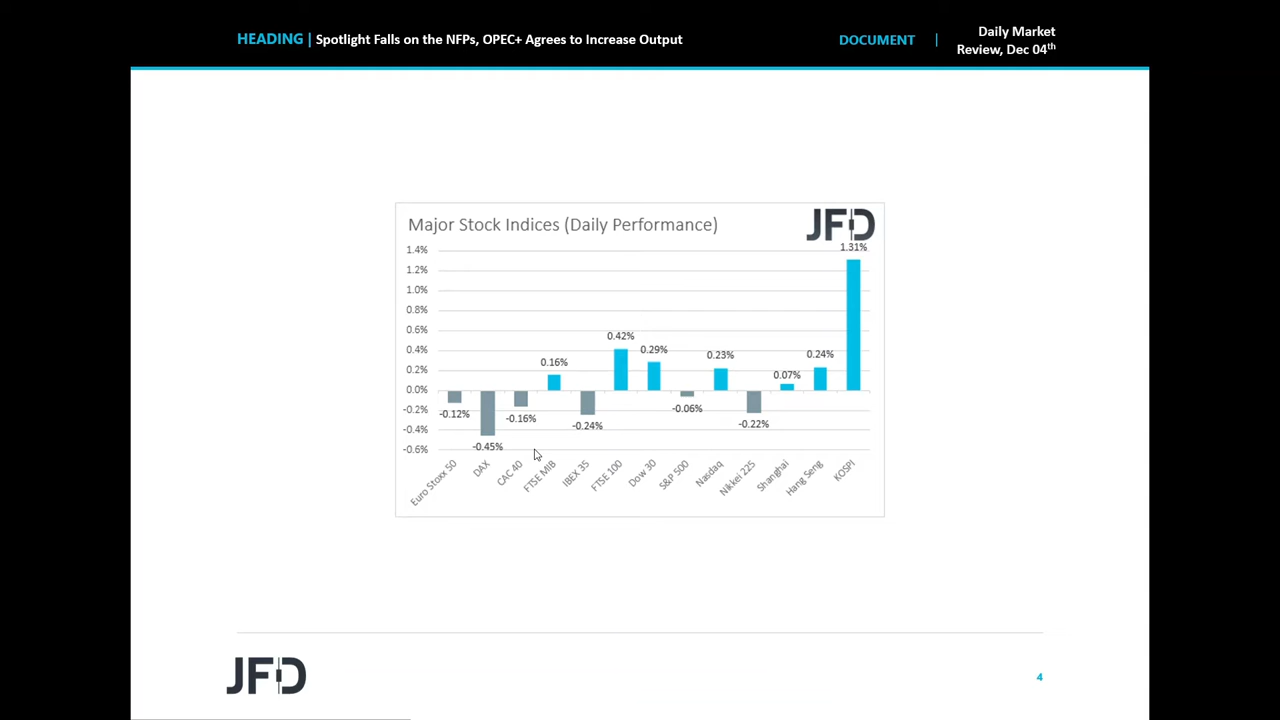 HEADING | Spotlight Falls on the NFPs, OPEC+ Agrees to Increase Output
DOCUMENT |
Daily Market
Review, Dec 04th
Major Stock Indices (Daily Performance)
JFD
1.4%
1.2%
1.0%
0.8%
0.6%
0.4%
0.2%
0.0%
-0.2%
-0.4%
-0.6%
-0.12%
-0.45%
-0.16%
0.16%
-0.24%
0.42%
0.29%
-0.06%
0.23%
-0.22%
0.07%
0.24%
1.31%
Euro Stoxx 50
DAX
CAC 40
FTSE MIB
IBEX 35
FTSE 100
Dow 30
S&P 500
Nasdaq
Nikkei 225
Shanghai
Hang Seng
KOSPI
JFD
4